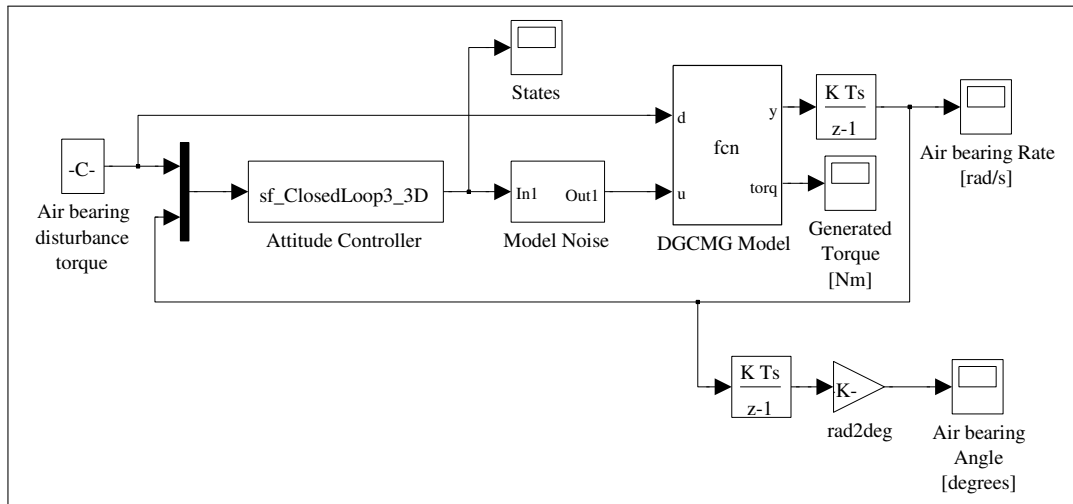 States
d
u
fcn
y
torq
DGCMG Model
K Ts
z-1
Air bearing Rate
[rad/s]
-C-
Air bearing
disturbance
torque
sf_ClosedLoop3_3D
Attitude Controller
In1
Out1
Model Noise
Generated
Torque
[Nm]
K Ts
z-1
K-
rad2deg
Air bearing
Angle
[degrees]